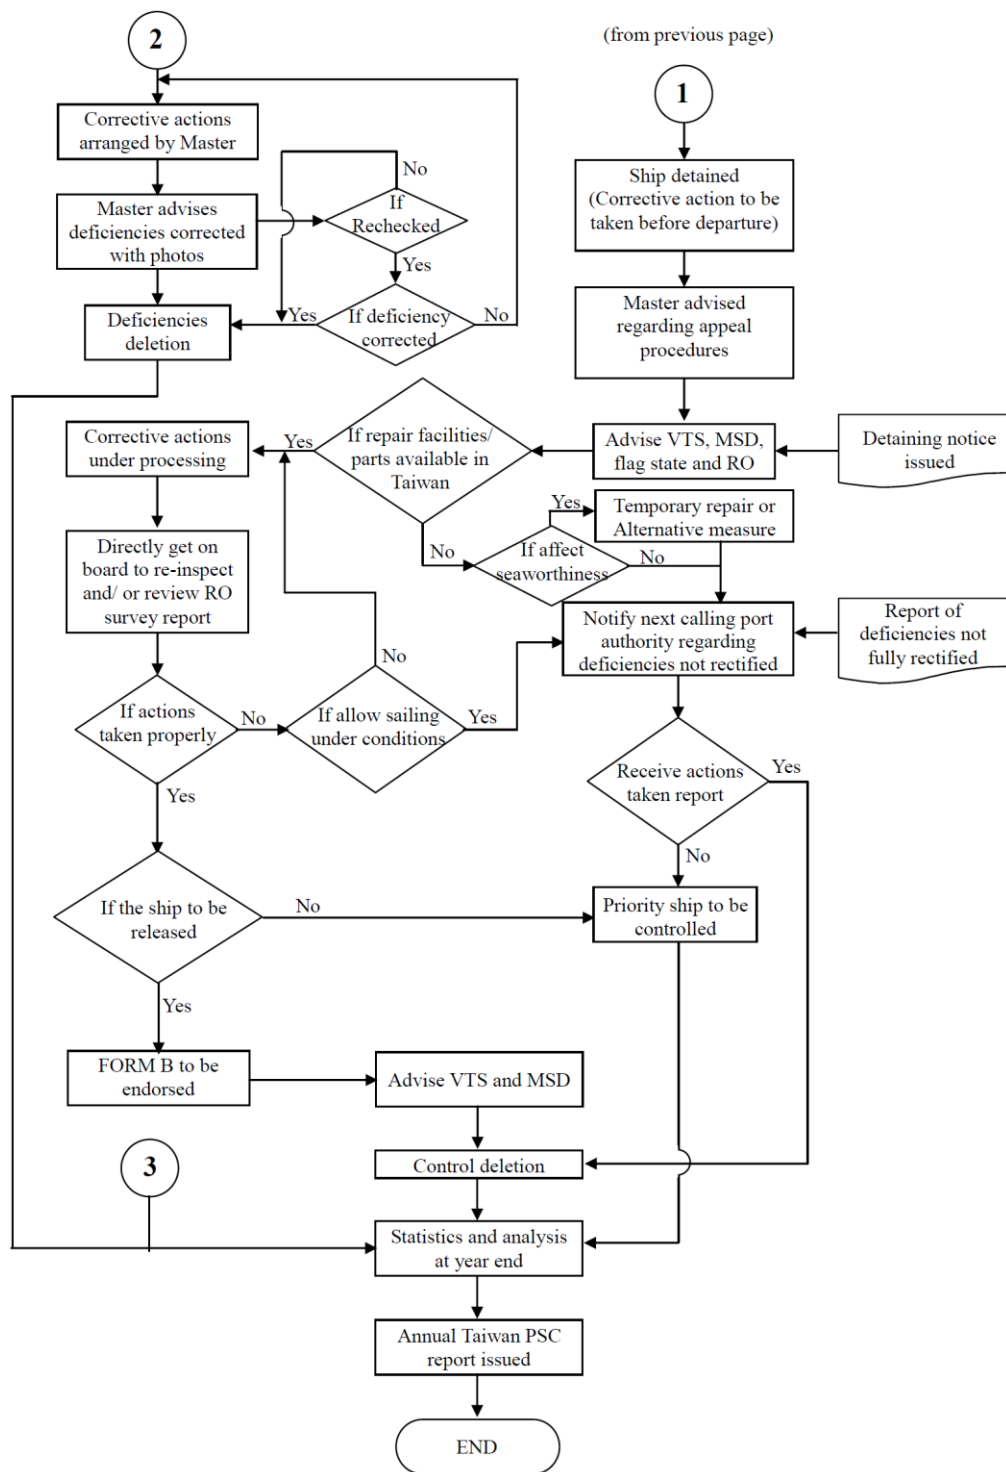 2
(from previous page)
1
Corrective actions
arranged by Master
No
Ship detained
(Corrective action to be
taken before departure)
Master advises
deficiencies corrected
with photos
If
Rechecked
Yes
Deficiencies
deletion
Yes
If deficiency
corrected
No
Master advised
regarding appeal
procedures
Corrective actions
under processing
Yes
If repair facilities/
parts available in
Taiwan
Advise VTS, MSD,
flag state and RO
Detaining notice
issued
Yes
Temporary repair or
Alternative measure
Directly get on
board to re-inspect
and/ or review RO
survey report
No
If affect
seaworthiness
No
Notify next calling port
authority regarding
deficiencies not rectified
Report of
deficiencies not
fully rectified
No
If actions
taken properly
No
If allow sailing
under conditions
Yes
Receive actions
taken report
Yes
Yes
No
If the ship to be
released
No
Priority ship to be
controlled
Yes
FORM B to be
endorsed
Advise VTS and MSD
3
Control deletion
Statistics and analysis
at year end
Annual Taiwan PSC
report issued
END